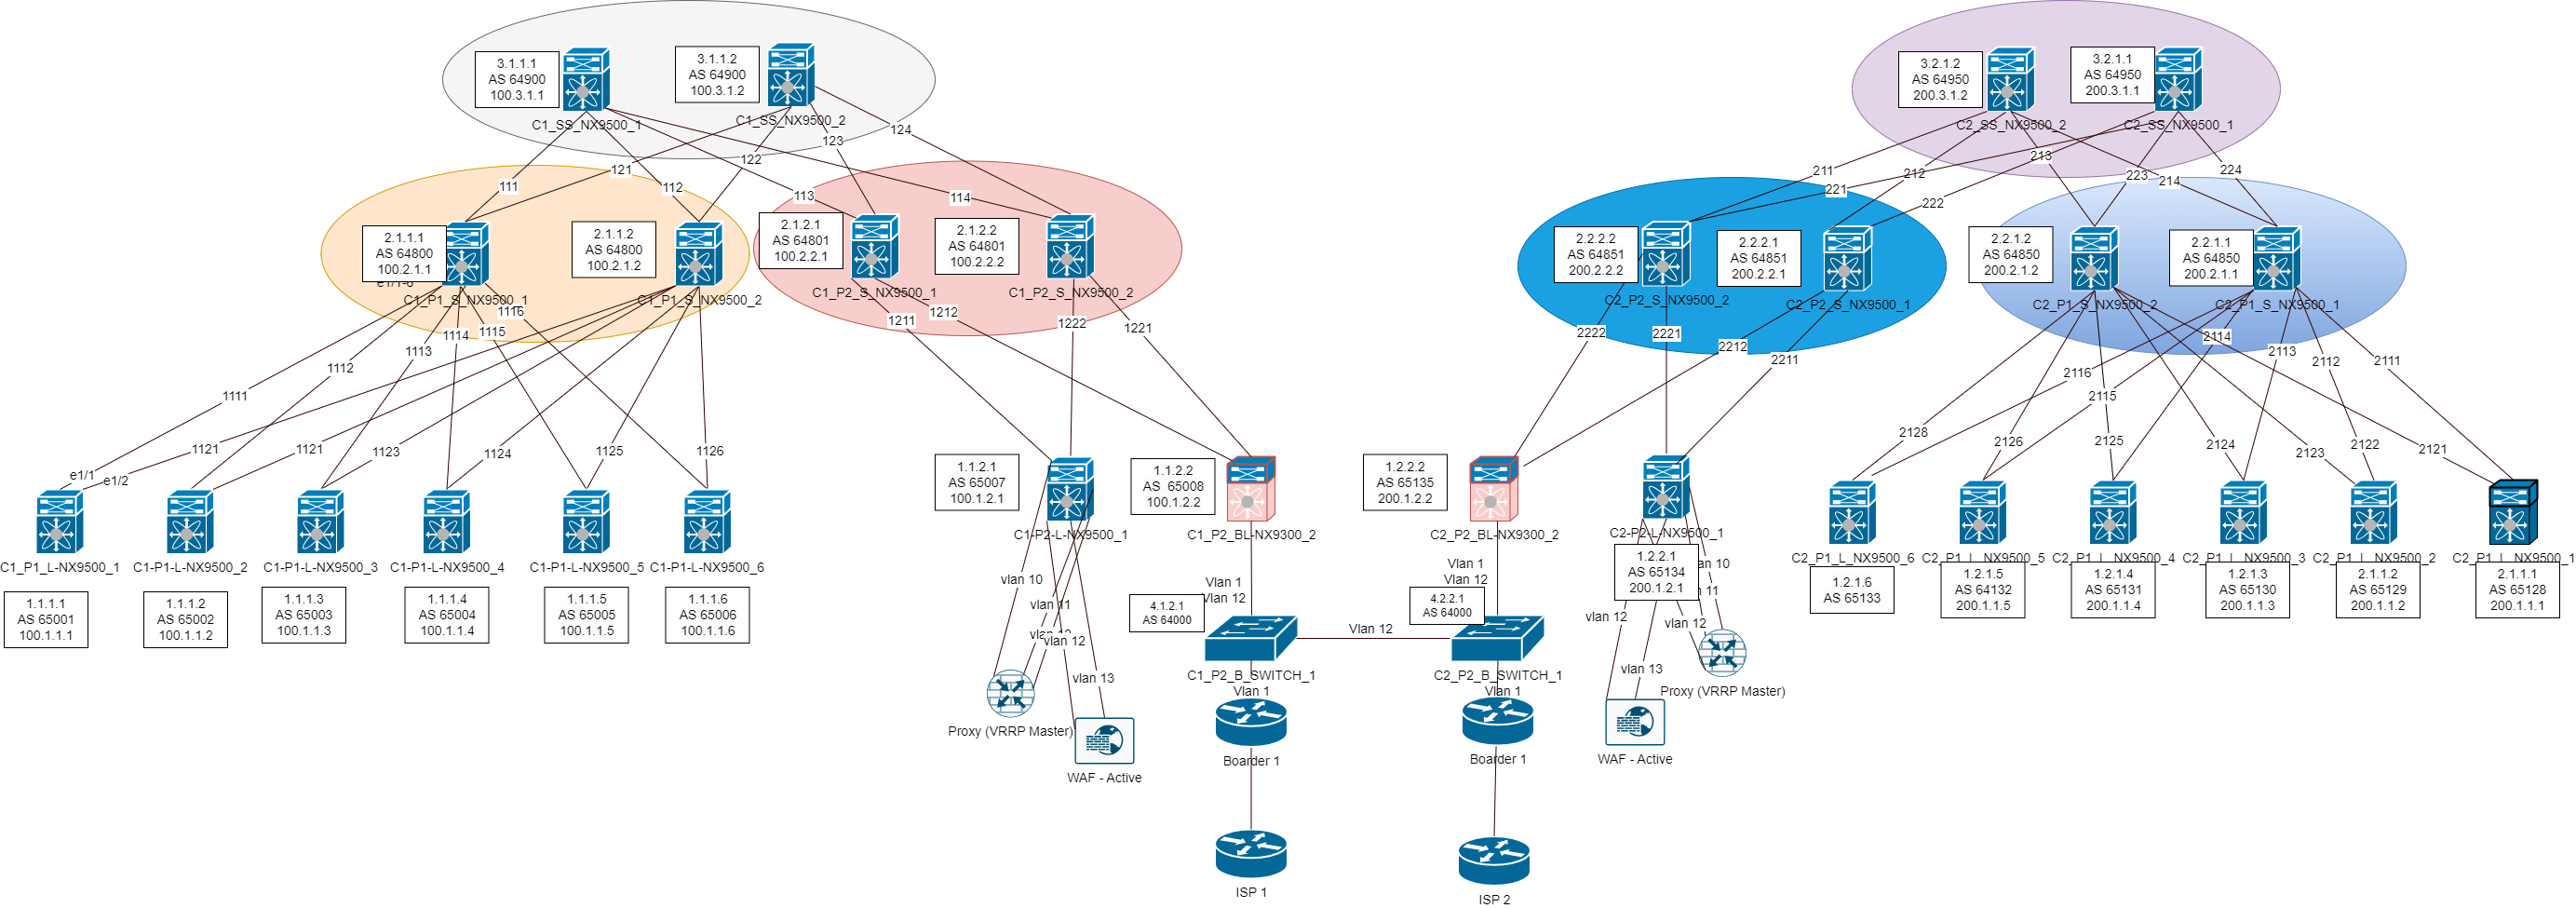 3.1.1.1
AS 64900
100.3.1.1
C1_SS_NX9500_1
3.1.1.2
AS 64900
100.3.1.2
C1_SS_NX9500_2
3.2.1.2
AS 64950
200.3.1.2
C2_SS_NX9500_2
3.2.1.1
AS 64950
200.3.1.1
C2_SS_NX9500_1
111
121
112
122
113
123
114
124
211
221
212
222
213
223
214
224
2.1.1.1
AS 64800
100.2.1.1
e1/1-6
C1_P1_S_NX9500_1
2.1.1.2
AS 64800
100.2.1.2
C1_P1_S_NX9500_2
2.1.2.1
AS 64801
100.2.2.1
C1_P2_S_NX9500_1
2.1.2.2
AS 64801
100.2.2.2
C1_P2_S_NX9500_2
2.2.2.2
AS 64851
200.2.2.2
C2_P2_S_NX9500_2
2.2.2.1
AS 64851
200.2.2.1
C2_P2_S_NX9500_1
2.2.1.2
AS 64850
200.2.1.2
C2_P1_S_NX9500_2
2.2.1.1
AS 64850
200.2.1.1
C2_P1_S_NX9500_1
1111
1112
1113
1114
1115
1116
1121
1121
1123
1124
1125
1126
e1/1
e1/2
1211
1212
1222
1221
2222
2221
2212
2211
2116
2115
2114
2113
2112
2111
2128
2126
2125
2124
2123
2122
2121
C1_P1_L-NX9500_1
1.1.1.1
AS 65001
100.1.1.1
C1-P1-L-NX9500_2
1.1.1.2
AS 65002
100.1.1.2
C1-P1-L-NX9500_3
1.1.1.3
AS 65003
100.1.1.3
C1-P1-L-NX9500_4
1.1.1.4
AS 65004
100.1.1.4
C1-P1-L-NX9500_5
1.1.1.5
AS 65005
100.1.1.5
C1-P1-L-NX9500_6
1.1.1.6
AS 65006
100.1.1.6
1.1.2.1
AS 65007
100.1.2.1
C1-P2-L-NX9500_1
1.1.2.2
AS 65008
100.1.2.2
C1_P2_BL-NX9300_2
1.2.2.2
AS 65135
200.1.2.2
C2_P2_BL-NX9300_2
C2-P2-L-NX9500_1
1.2.2.1
AS 65134
200.1.2.1
C2_P1_L_NX9500_6
1.2.1.6
AS 65133
C2_P1_L_NX9500_5
1.2.1.5
AS 64132
200.1.1.5
C2_P1_L_NX9500_4
1.2.1.4
AS 65131
200.1.1.4
C2_P1_L_NX9500_3
1.2.1.3
AS 65130
200.1.1.3
C2_P1_L_NX9500_2
2.1.1.2
AS 65129
200.1.1.2
C2_P1_L_NX9500_1
2.1.1.1
AS 65128
200.1.1.1
vlan 10
vlan 11
vlan 12
vlan 13
Proxy (VRRP Master)
WAF - Active
Vlan 1
Vlan 12
4.1.2.1
AS 64000
C1_P2_B_SWITCH_1
Vlan 1
Boarder 1
ISP 1
Vlan 12
Vlan 1
Vlan 12
4.2.2.1
AS 64000
C2_P2_B_SWITCH_1
Vlan 1
Boarder 1
ISP 2
vlan 12
vlan 13
vlan 12
Proxy (VRRP Master)
WAF - Active